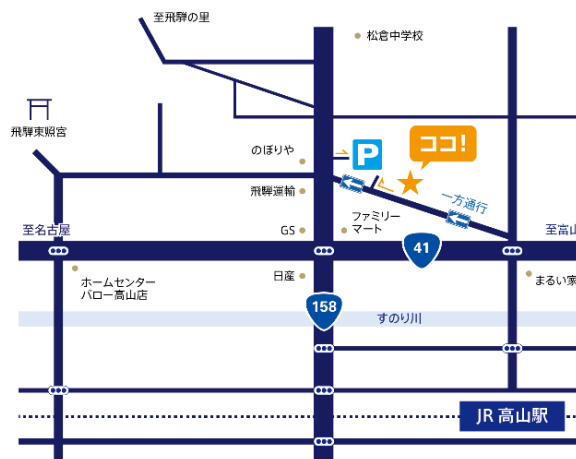 至飛騨の里
松倉中学校
飛騨東照宮
のぼりや
P
ココ!
飛騨運輸
一方通行
至名古屋
GS
ファミリー
マート
至富山
41
ホームセンター
バロー高山店
日産
まるい家
158
すのり川
JR 高山駅